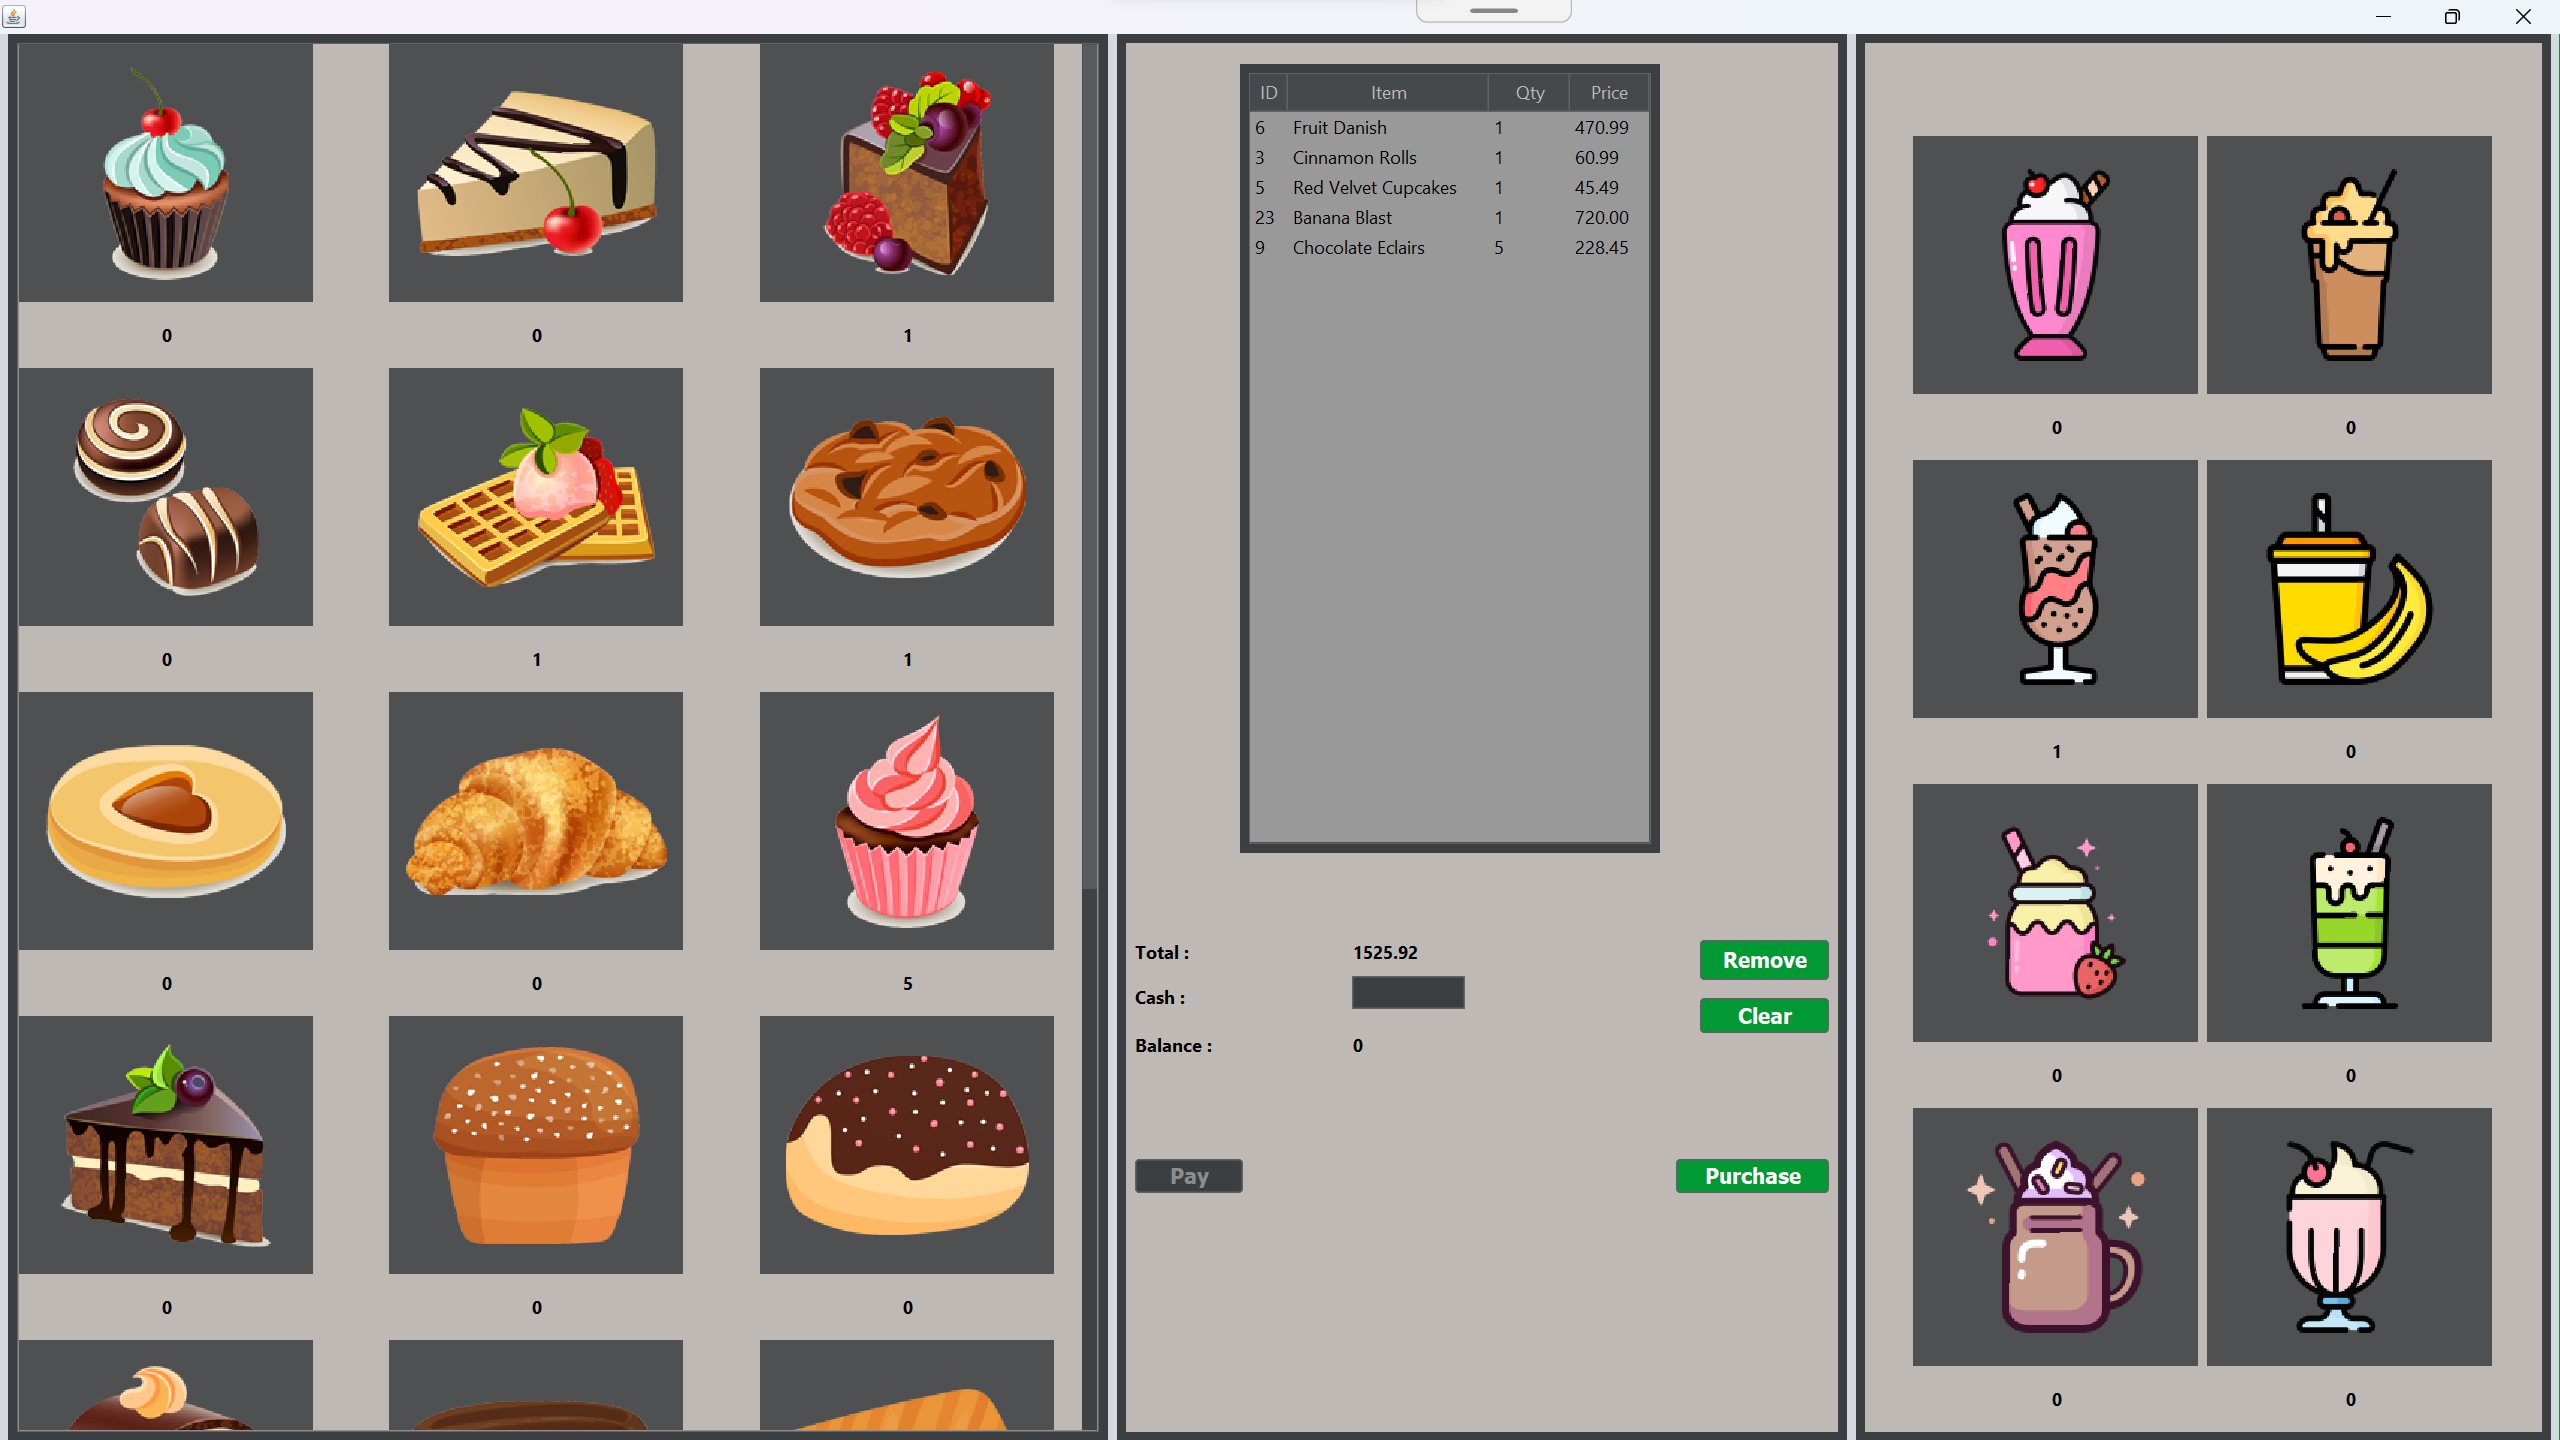 0 0 1
0 1 1
0 0 5
0 0 0
ID Item Qty Price
6 Fruit Danish 1 470.99
3 Cinnamon Rolls 1 60.99
5 Red Velvet Cupcakes 1 45.49
23 Banana Blast 1 720.00
9 Chocolate Eclairs 5 228.45
Total : 1525.92
Cash :
Balance : 0
Remove
Clear
Pay
Purchase
0 0
1 0
0 0
0 0